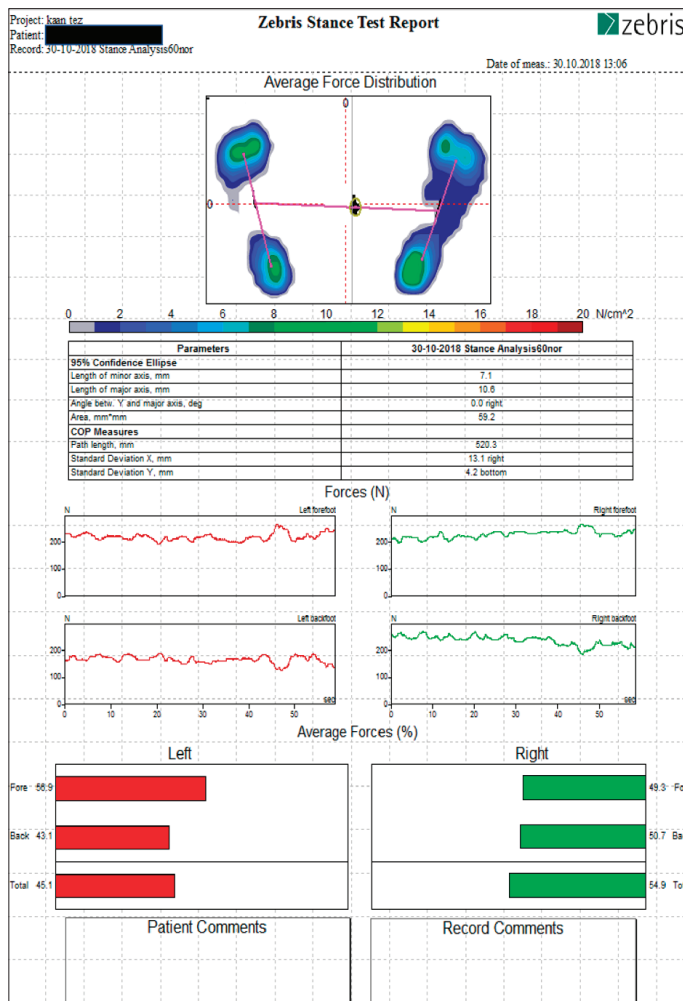 Project: kaan tez
Zebris Stance Test Report
zebris
Patient:
Record: 30-10-2018 Stance Analysis60nor
Date of meas.: 30.10.2018 13:06
Average Force Distribution
0
0
0 2 4 6 8 10 12 14 16 18 20 N/cm^2
Parameters 30-10-2018 Stance Analysis60nor
95% Confidence Ellipse
Length of minor axis, mm 7.1
Length of major axis, mm 10.6
Angle betw. Y and major axis, deg 0.0 right
Area, mm*mm 59.2
COP Measures
Path length, mm 520.3
Standard Deviation X, mm 13.1 right
Standard Deviation Y, mm 4.2 bottom
Forces (N)
N Left forefoot N Right forefoot
200 200
100 100
0 0
N Left backfoot N Right backfoot
200 200
100 100
0 sec 0 sec
0 10 20 30 40 50 0 10 20 30 40 50
Average Forces (%)
Left Right
Fore 56.9 49.3 Fo
Back 43.1 50.7 Ba
Total 45.1 54.9 Tot
Patient Comments Record Comments